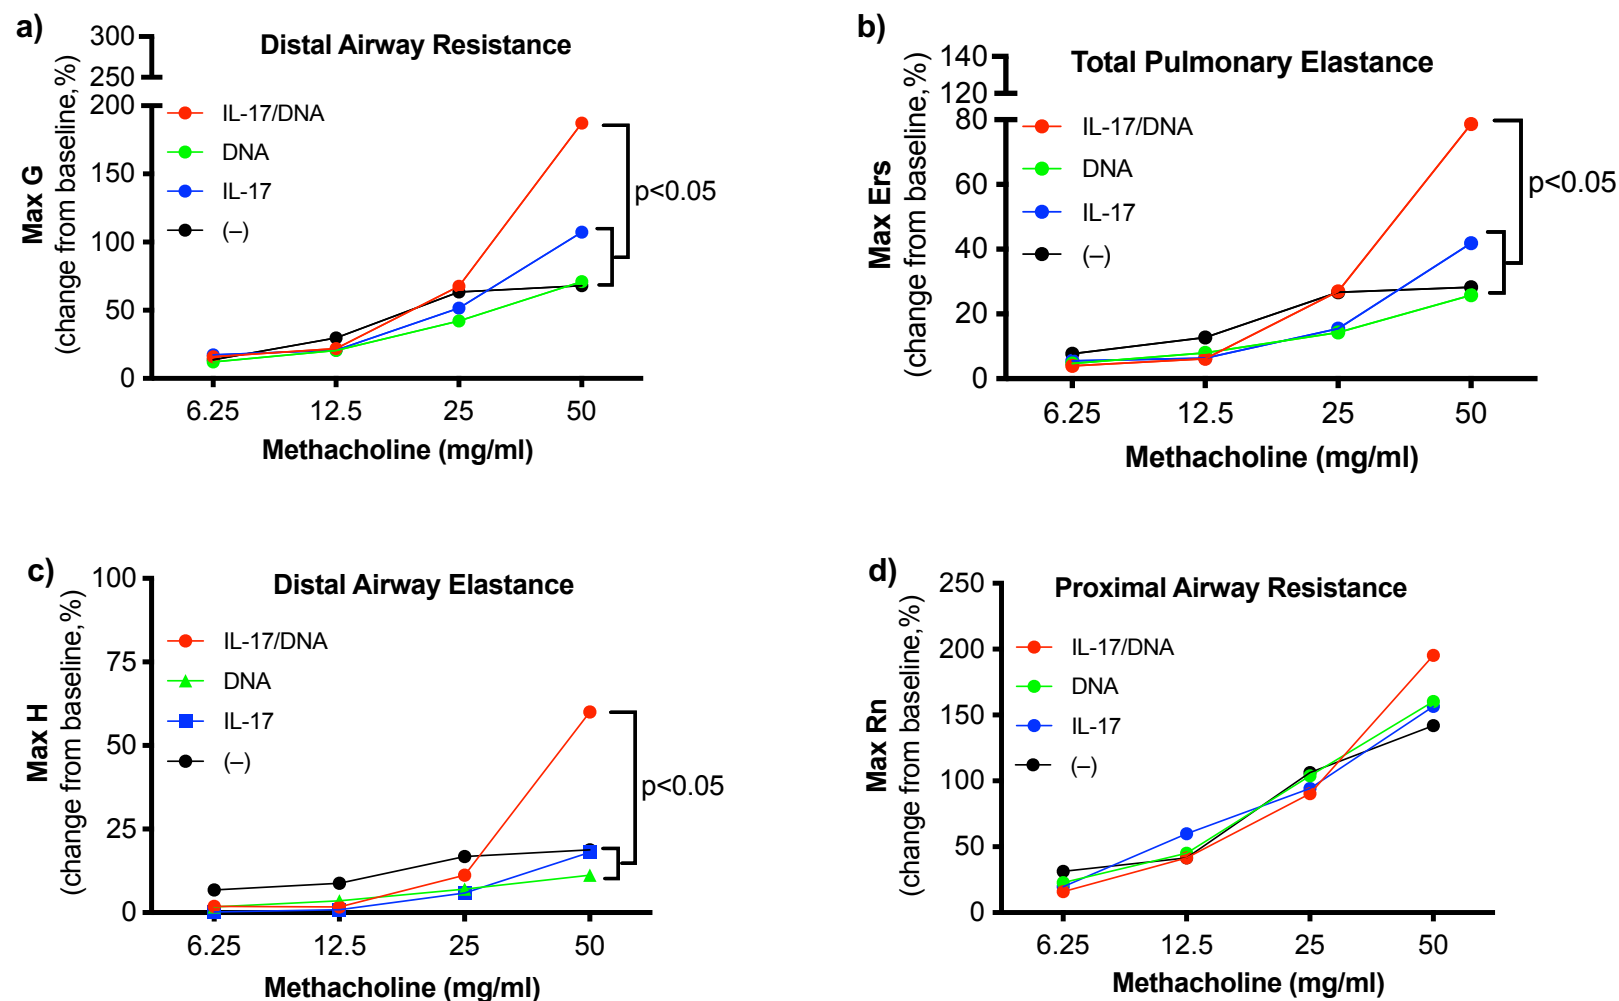 a)
Distal Airway Resistance
300
250
200
150
100
50
0
Max G
(change from baseline,%)
IL-17/DNA
DNA
IL-17
(–)
p<0.05
6.25 12.5 25 50
Methacholine (mg/ml)
b)
Total Pulmonary Elastance
140
120
80
60
40
20
0
Max Ers
(change from baseline,%)
IL-17/DNA
DNA
IL-17
(–)
p<0.05
6.25 12.5 25 50
Methacholine (mg/ml)
c)
Distal Airway Elastance
100
75
50
25
0
Max H
(change from baseline,%)
IL-17/DNA
DNA
IL-17
(–)
p<0.05
6.25 12.5 25 50
Methacholine (mg/ml)
d)
Proximal Airway Resistance
250
200
150
100
50
0
Max Rn
(change from baseline,%)
IL-17/DNA
DNA
IL-17
(–)
6.25 12.5 25 50
Methacholine (mg/ml)